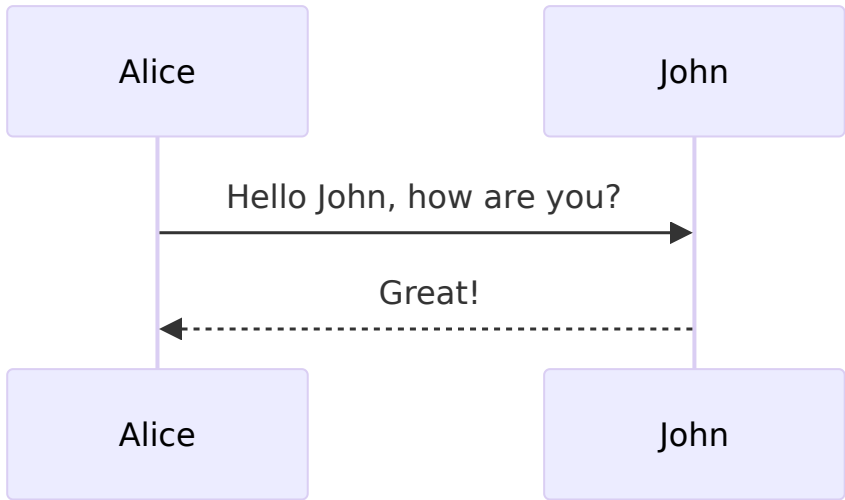 Alice
John
Hello John, how are you?
Great!
Alice
John